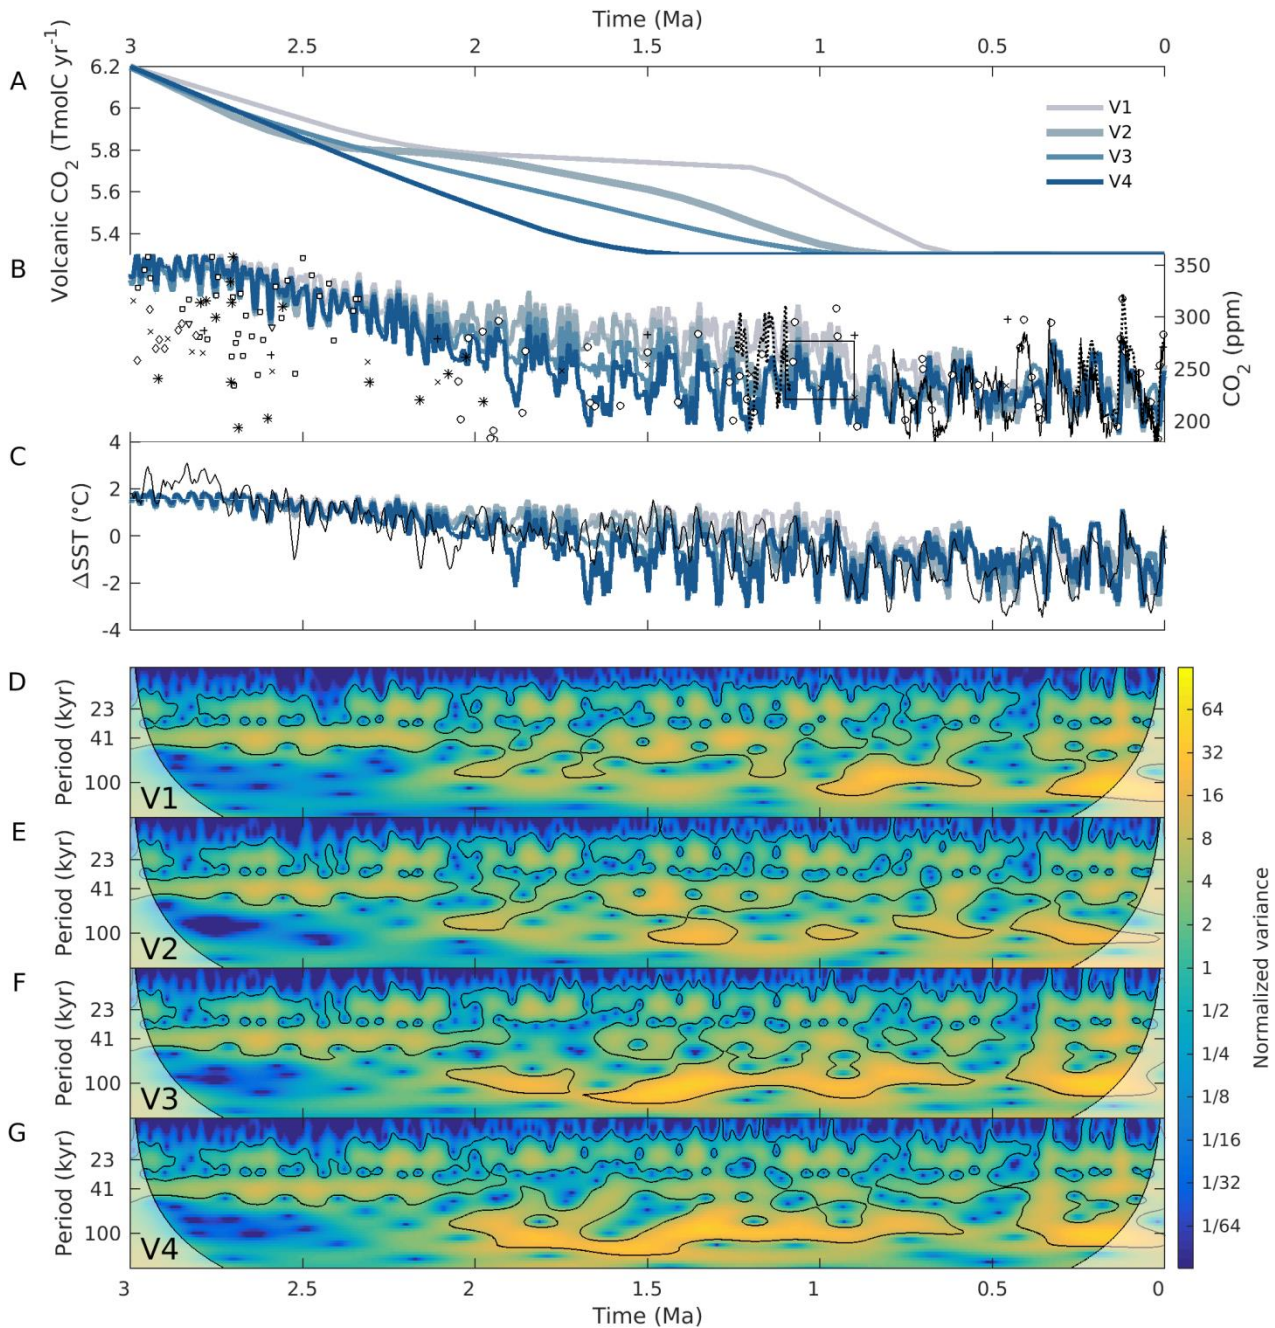 Time (Ma)
3 2.5 2 1.5 1 0.5 0
A
Volcanic CO2 (TmolC yr-1)
6.2
6
5.8
5.6
5.4
V1
V2
V3
V4
B
350
300
250
200
CO2 (ppm)
C
ΔSST (°C)
4
2
0
-2
-4
D
Period (kyr)
23
41
100
V1
E
Period (kyr)
23
41
100
V2
F
Period (kyr)
23
41
100
V3
G
Period (kyr)
23
41
100
V4
64
32
16
8
4
2
1
1/2
1/4
1/8
1/16
1/32
1/64
Normalized variance
3 2.5 2 1.5 1 0.5 0
Time (Ma)